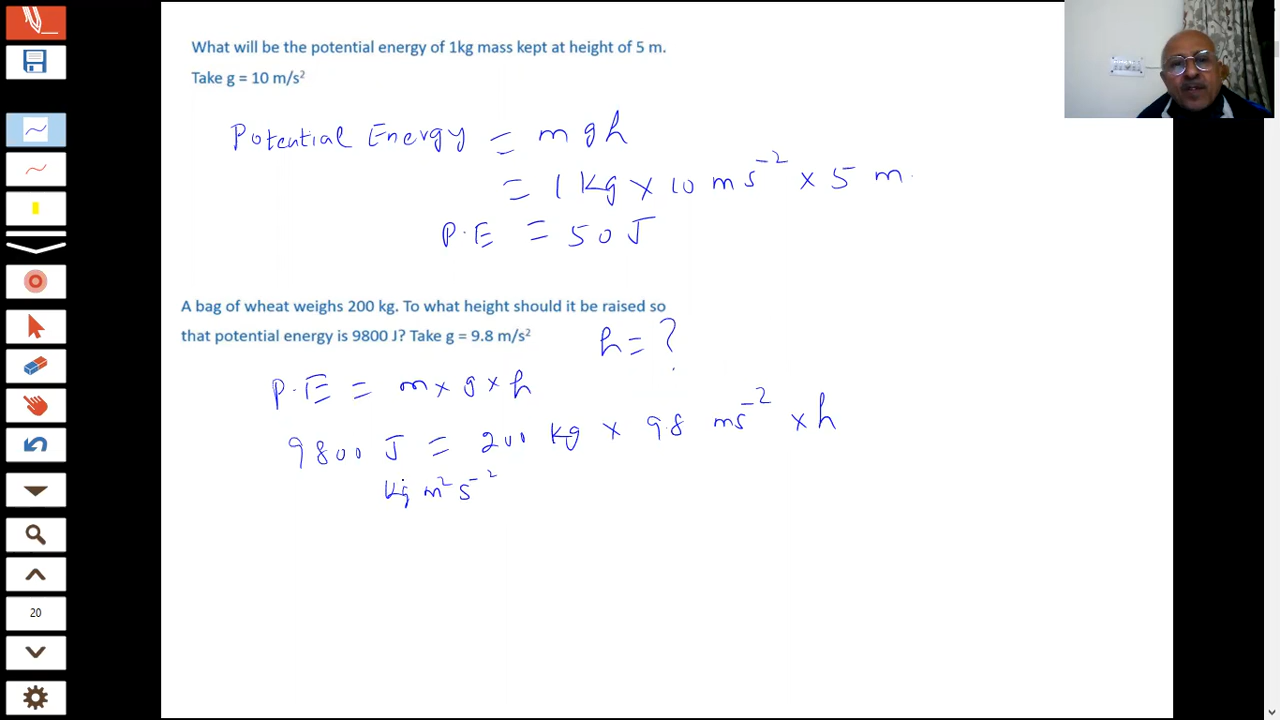 What will be the potential energy of 1kg mass kept at height of 5 m.
Take g = 10 m/s²
Potential Energy = m g h
= 1 Kg × 10 m s⁻² × 5 m.
P.E = 50 J
A bag of wheat weighs 200 kg. To what height should it be raised so
that potential energy is 9800 J? Take g = 9.8 m/s²
h = ?
P.E = m × g × h
9800 J = 200 kg × 9.8 ms⁻² × h
kg m² s⁻²
20